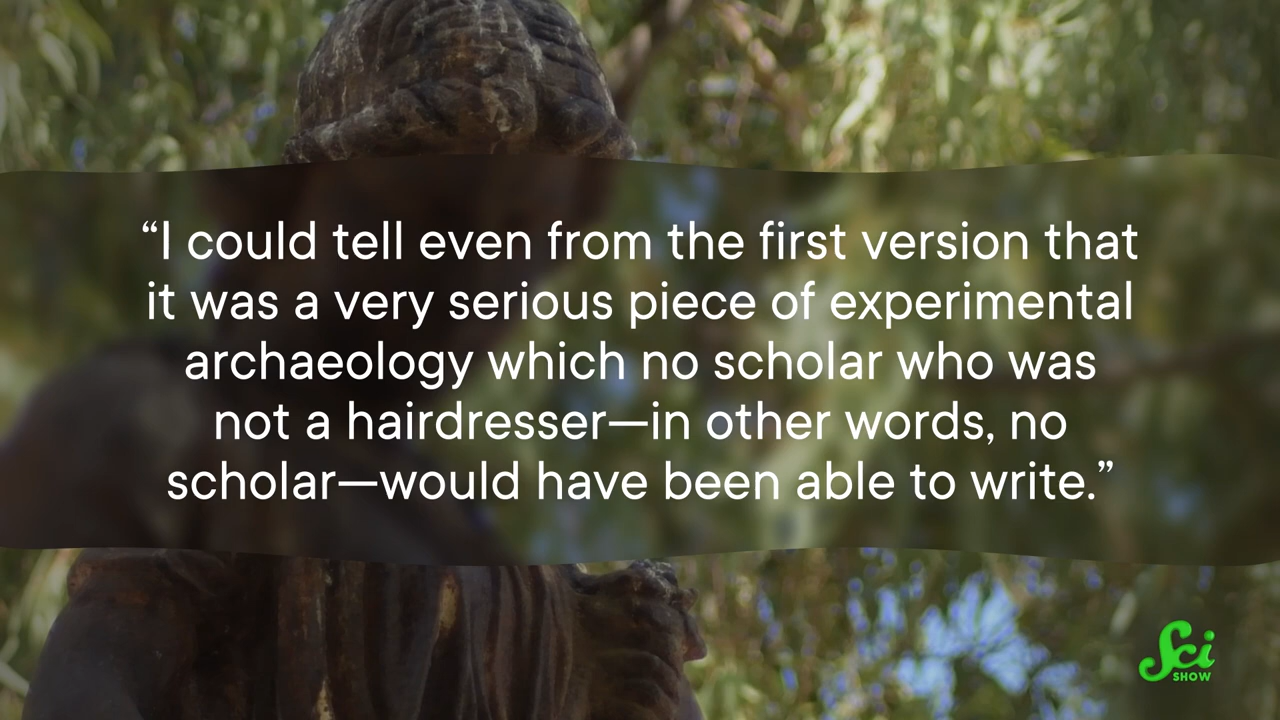 “I could tell even from the first version that
it was a very serious piece of experimental
archaeology which no scholar who was
not a hairdresser—in other words, no
scholar—would have been able to write.”
Sci
SHOW